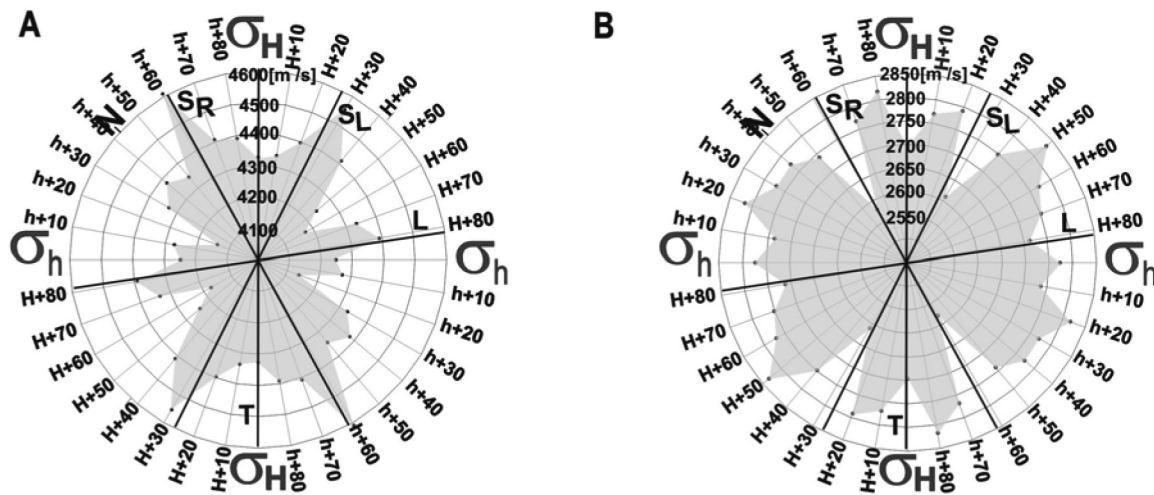 A
σH
4600[m /s]
4500
4400
4300
4200
4100
H+10
H+20
H+30
H+40
H+50
H+60
H+70
H+80
σh
h+10
h+20
h+30
h+40
h+50
h+60
h+70
h+80
σH
H+10
H+20
H+30
H+40
H+50
H+60
H+70
H+80
σh
h+10
h+20
h+30
N
h+50
h+60
h+70
h+80
SR
SL
L
T
B
σH
2850[m /s]
2800
2750
2700
2650
2600
2550
H+10
H+20
H+30
H+40
H+50
H+60
H+70
H+80
σh
h+10
h+20
h+30
h+40
h+50
h+60
h+70
h+80
σH
H+10
H+20
H+30
H+40
H+50
H+60
H+70
H+80
σh
h+10
h+20
h+30
N
h+50
h+60
h+70
h+80
SR
SL
L
T